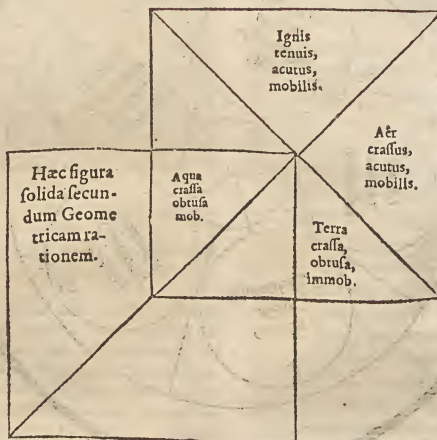 Ignis
tenuis,
acutus,
mobilis.
Aër
craſſus,
acutus,
mobilis.
Hæc figura
ſolida ſecun-
dum Geome
tricam ra-
tionem.
Aqua
craſſa
obtuſa
mob.
Terra
craſſa,
obtuſa,
immob.